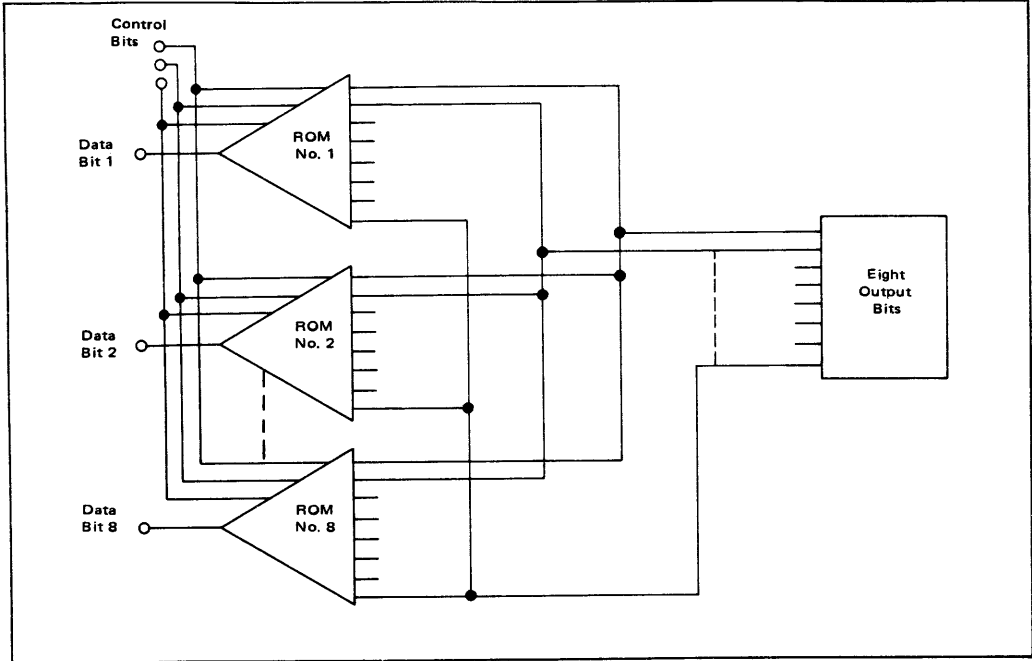 Control
Bits
Data
Bit 1
ROM
No. 1
Data
Bit 2
ROM
No. 2
Eight
Output
Bits
Data
Bit 8
ROM
No. 8